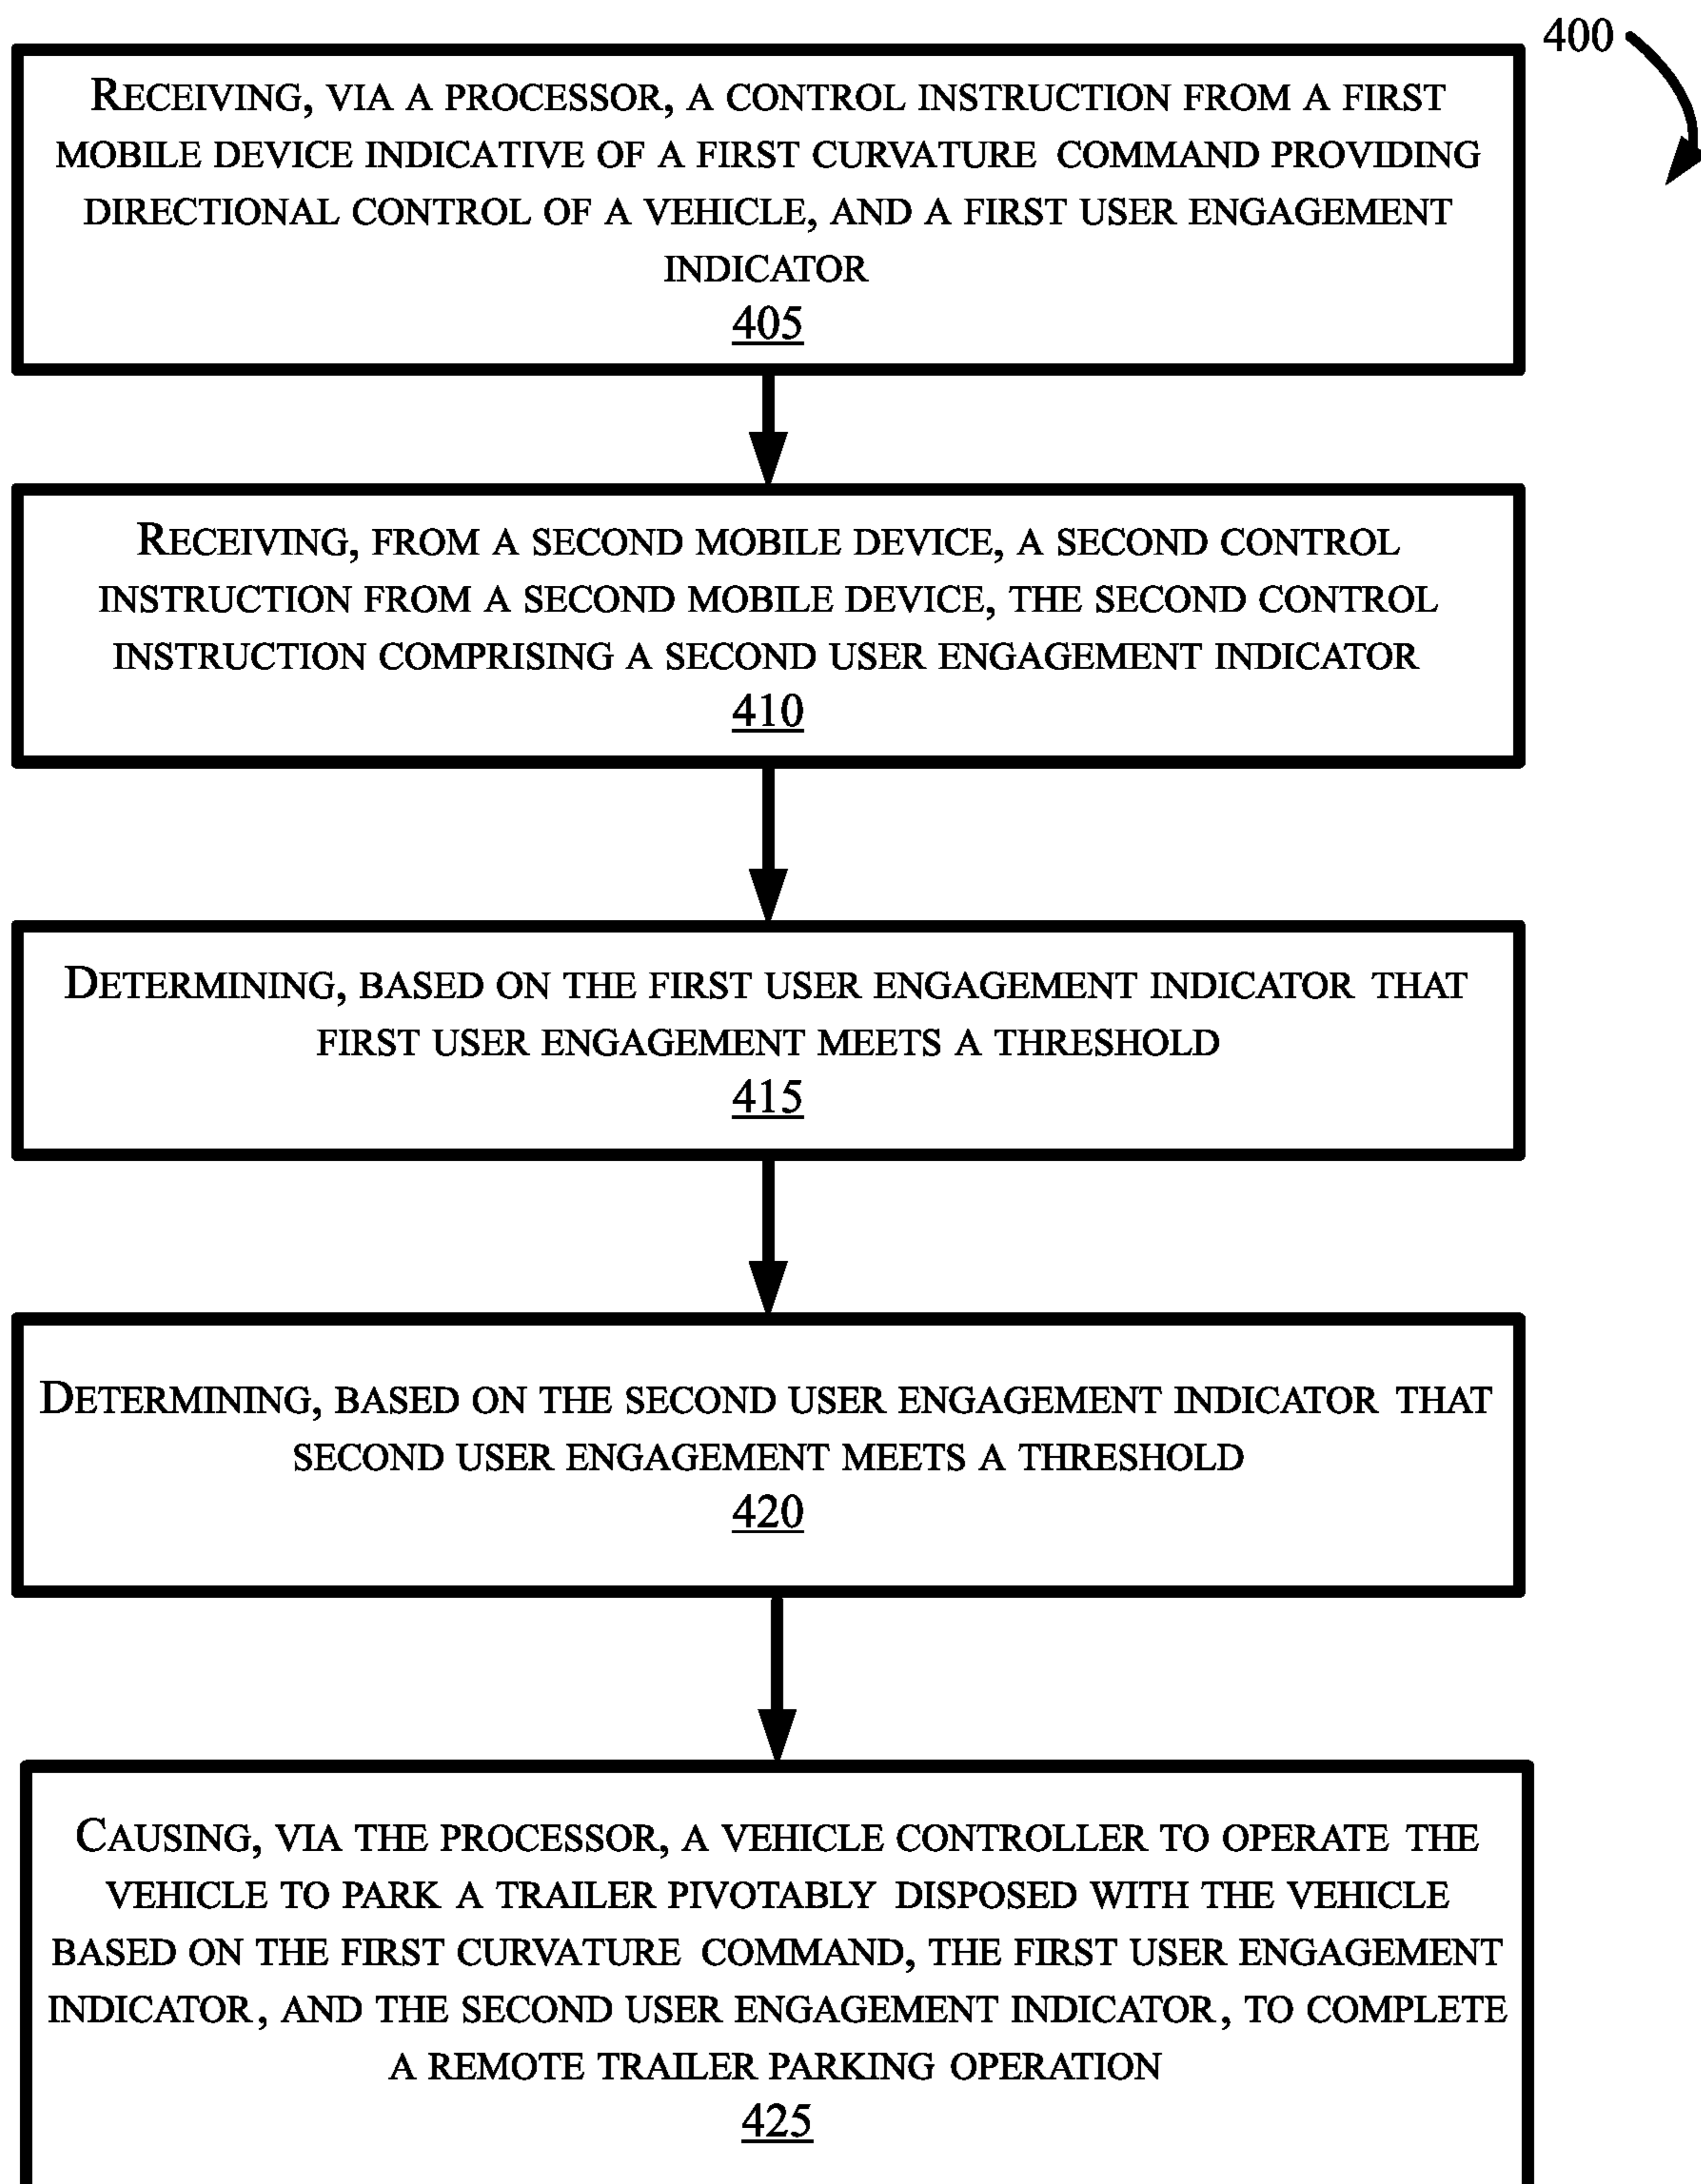 400
RECEIVING, VIA A PROCESSOR, A CONTROL INSTRUCTION FROM A FIRST
MOBILE DEVICE INDICATIVE OF A FIRST CURVATURE COMMAND PROVIDING
DIRECTIONAL CONTROL OF A VEHICLE, AND A FIRST USER ENGAGEMENT
INDICATOR
405
RECEIVING, FROM A SECOND MOBILE DEVICE, A SECOND CONTROL
INSTRUCTION FROM A SECOND MOBILE DEVICE, THE SECOND CONTROL
INSTRUCTION COMPRISING A SECOND USER ENGAGEMENT INDICATOR
410
DETERMINING, BASED ON THE FIRST USER ENGAGEMENT INDICATOR THAT
FIRST USER ENGAGEMENT MEETS A THRESHOLD
415
DETERMINING, BASED ON THE SECOND USER ENGAGEMENT INDICATOR THAT
SECOND USER ENGAGEMENT MEETS A THRESHOLD
420
CAUSING, VIA THE PROCESSOR, A VEHICLE CONTROLLER TO OPERATE THE
VEHICLE TO PARK A TRAILER PIVOTABLY DISPOSED WITH THE VEHICLE
BASED ON THE FIRST CURVATURE COMMAND, THE FIRST USER ENGAGEMENT
INDICATOR, AND THE SECOND USER ENGAGEMENT INDICATOR, TO COMPLETE
A REMOTE TRAILER PARKING OPERATION
425